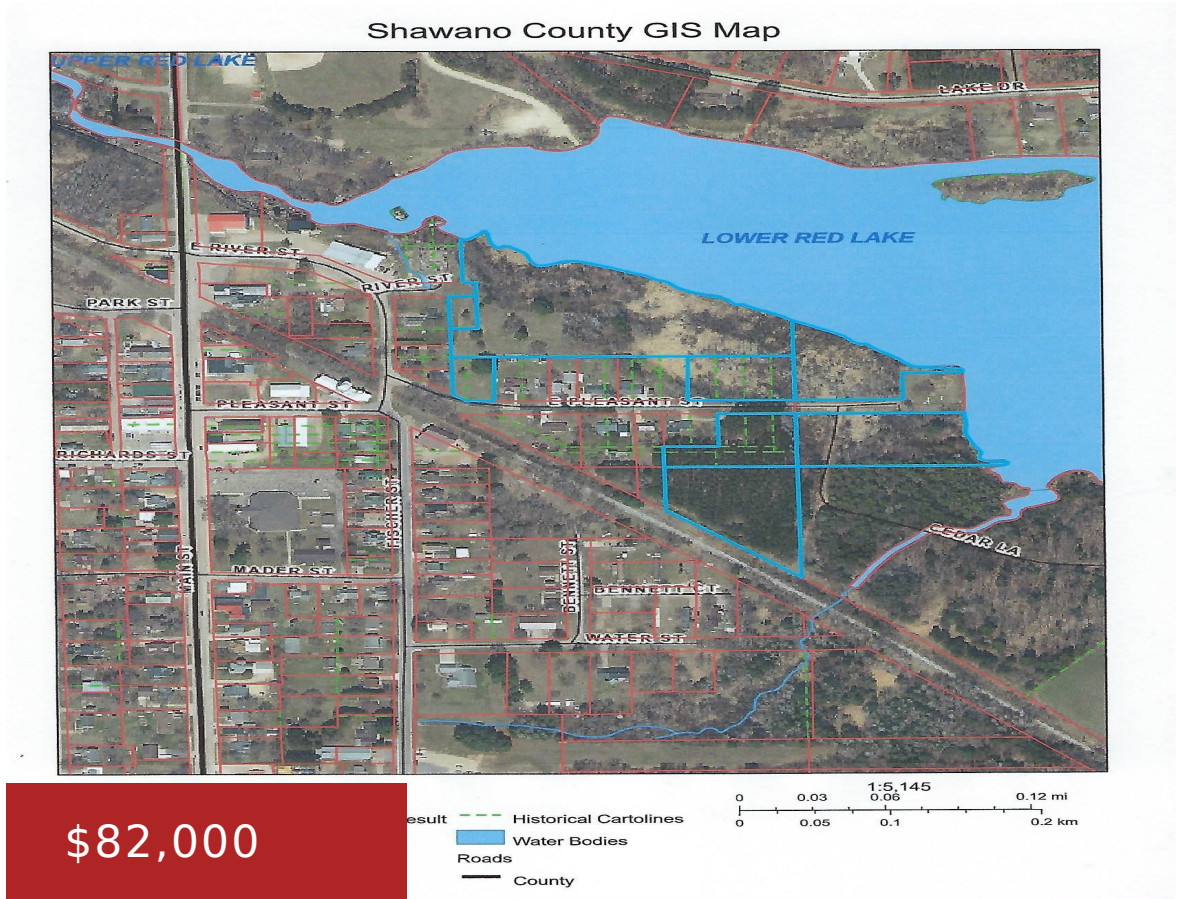 Shawano County GIS Map
UPPER RED LAKE
LAKE DR
LOWER RED LAKE
E RIVER ST
RIVER ST
PARK ST
PLEASANT ST
E PLEASANT ST
RICHARDS ST
FISCHER ST
MAIN ST
CEDAR LA
MADER ST
BENNETT ST
BENNETT CT
WATER ST
1:5,145
0 0.03 0.06 0.12 mi
0 0.05 0.1 0.2 km
esult Historical Cartolines
Water Bodies
Roads
County
$82,000